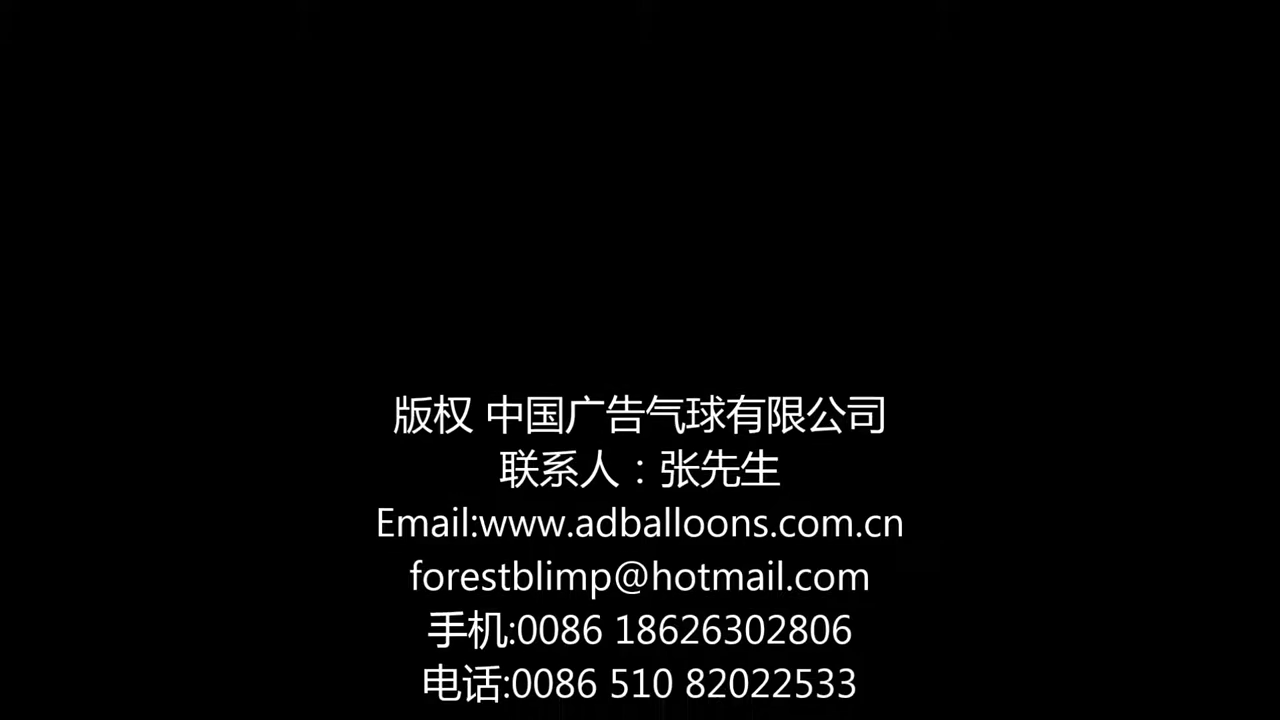 版权 中国广告气球有限公司
联系人：张先生
Email:www.adballoons.com.cn
forestblimp@hotmail.com
手机:0086 18626302806
电话:0086 510 82022533